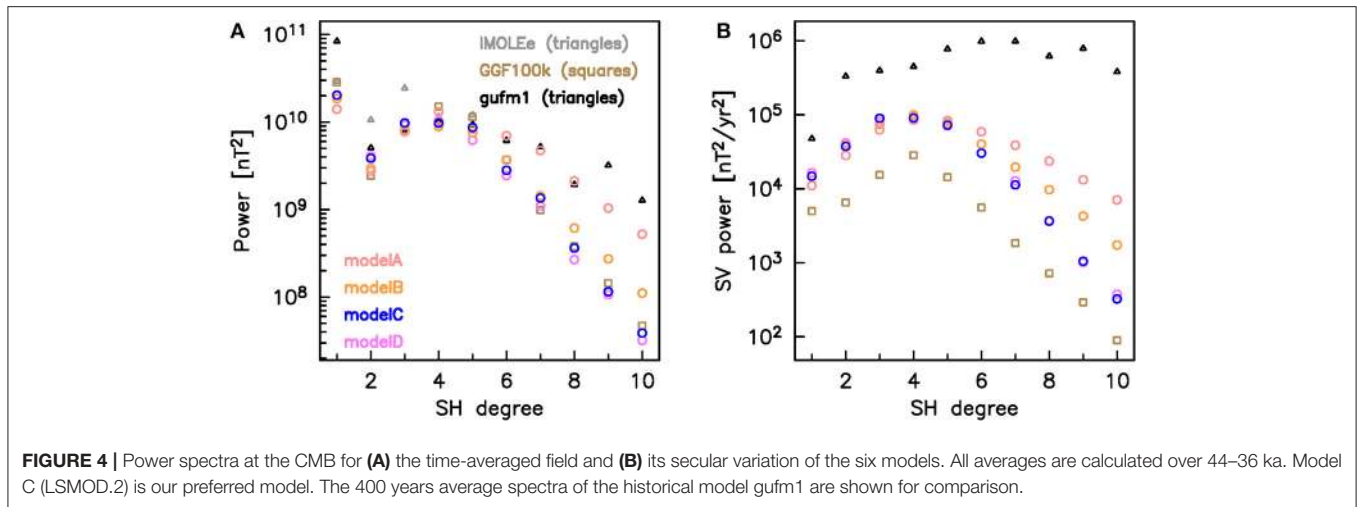 A
IMOLEe (triangles)
GGF100k (squares)
gufm1 (triangles)
modelA
modelB
modelC
modelD
Power [nT²]
10¹¹
10¹⁰
10⁹
10⁸
2 4 6 8 10
SH degree
B
SV power [nT²/yr²]
10⁶
10⁵
10⁴
10³
10²
2 4 6 8 10
SH degree
FIGURE 4 | Power spectra at the CMB for (A) the time-averaged field and (B) its secular variation of the six models. All averages are calculated over 44–36 ka. Model
C (LSMOD.2) is our preferred model. The 400 years average spectra of the historical model gufm1 are shown for comparison.